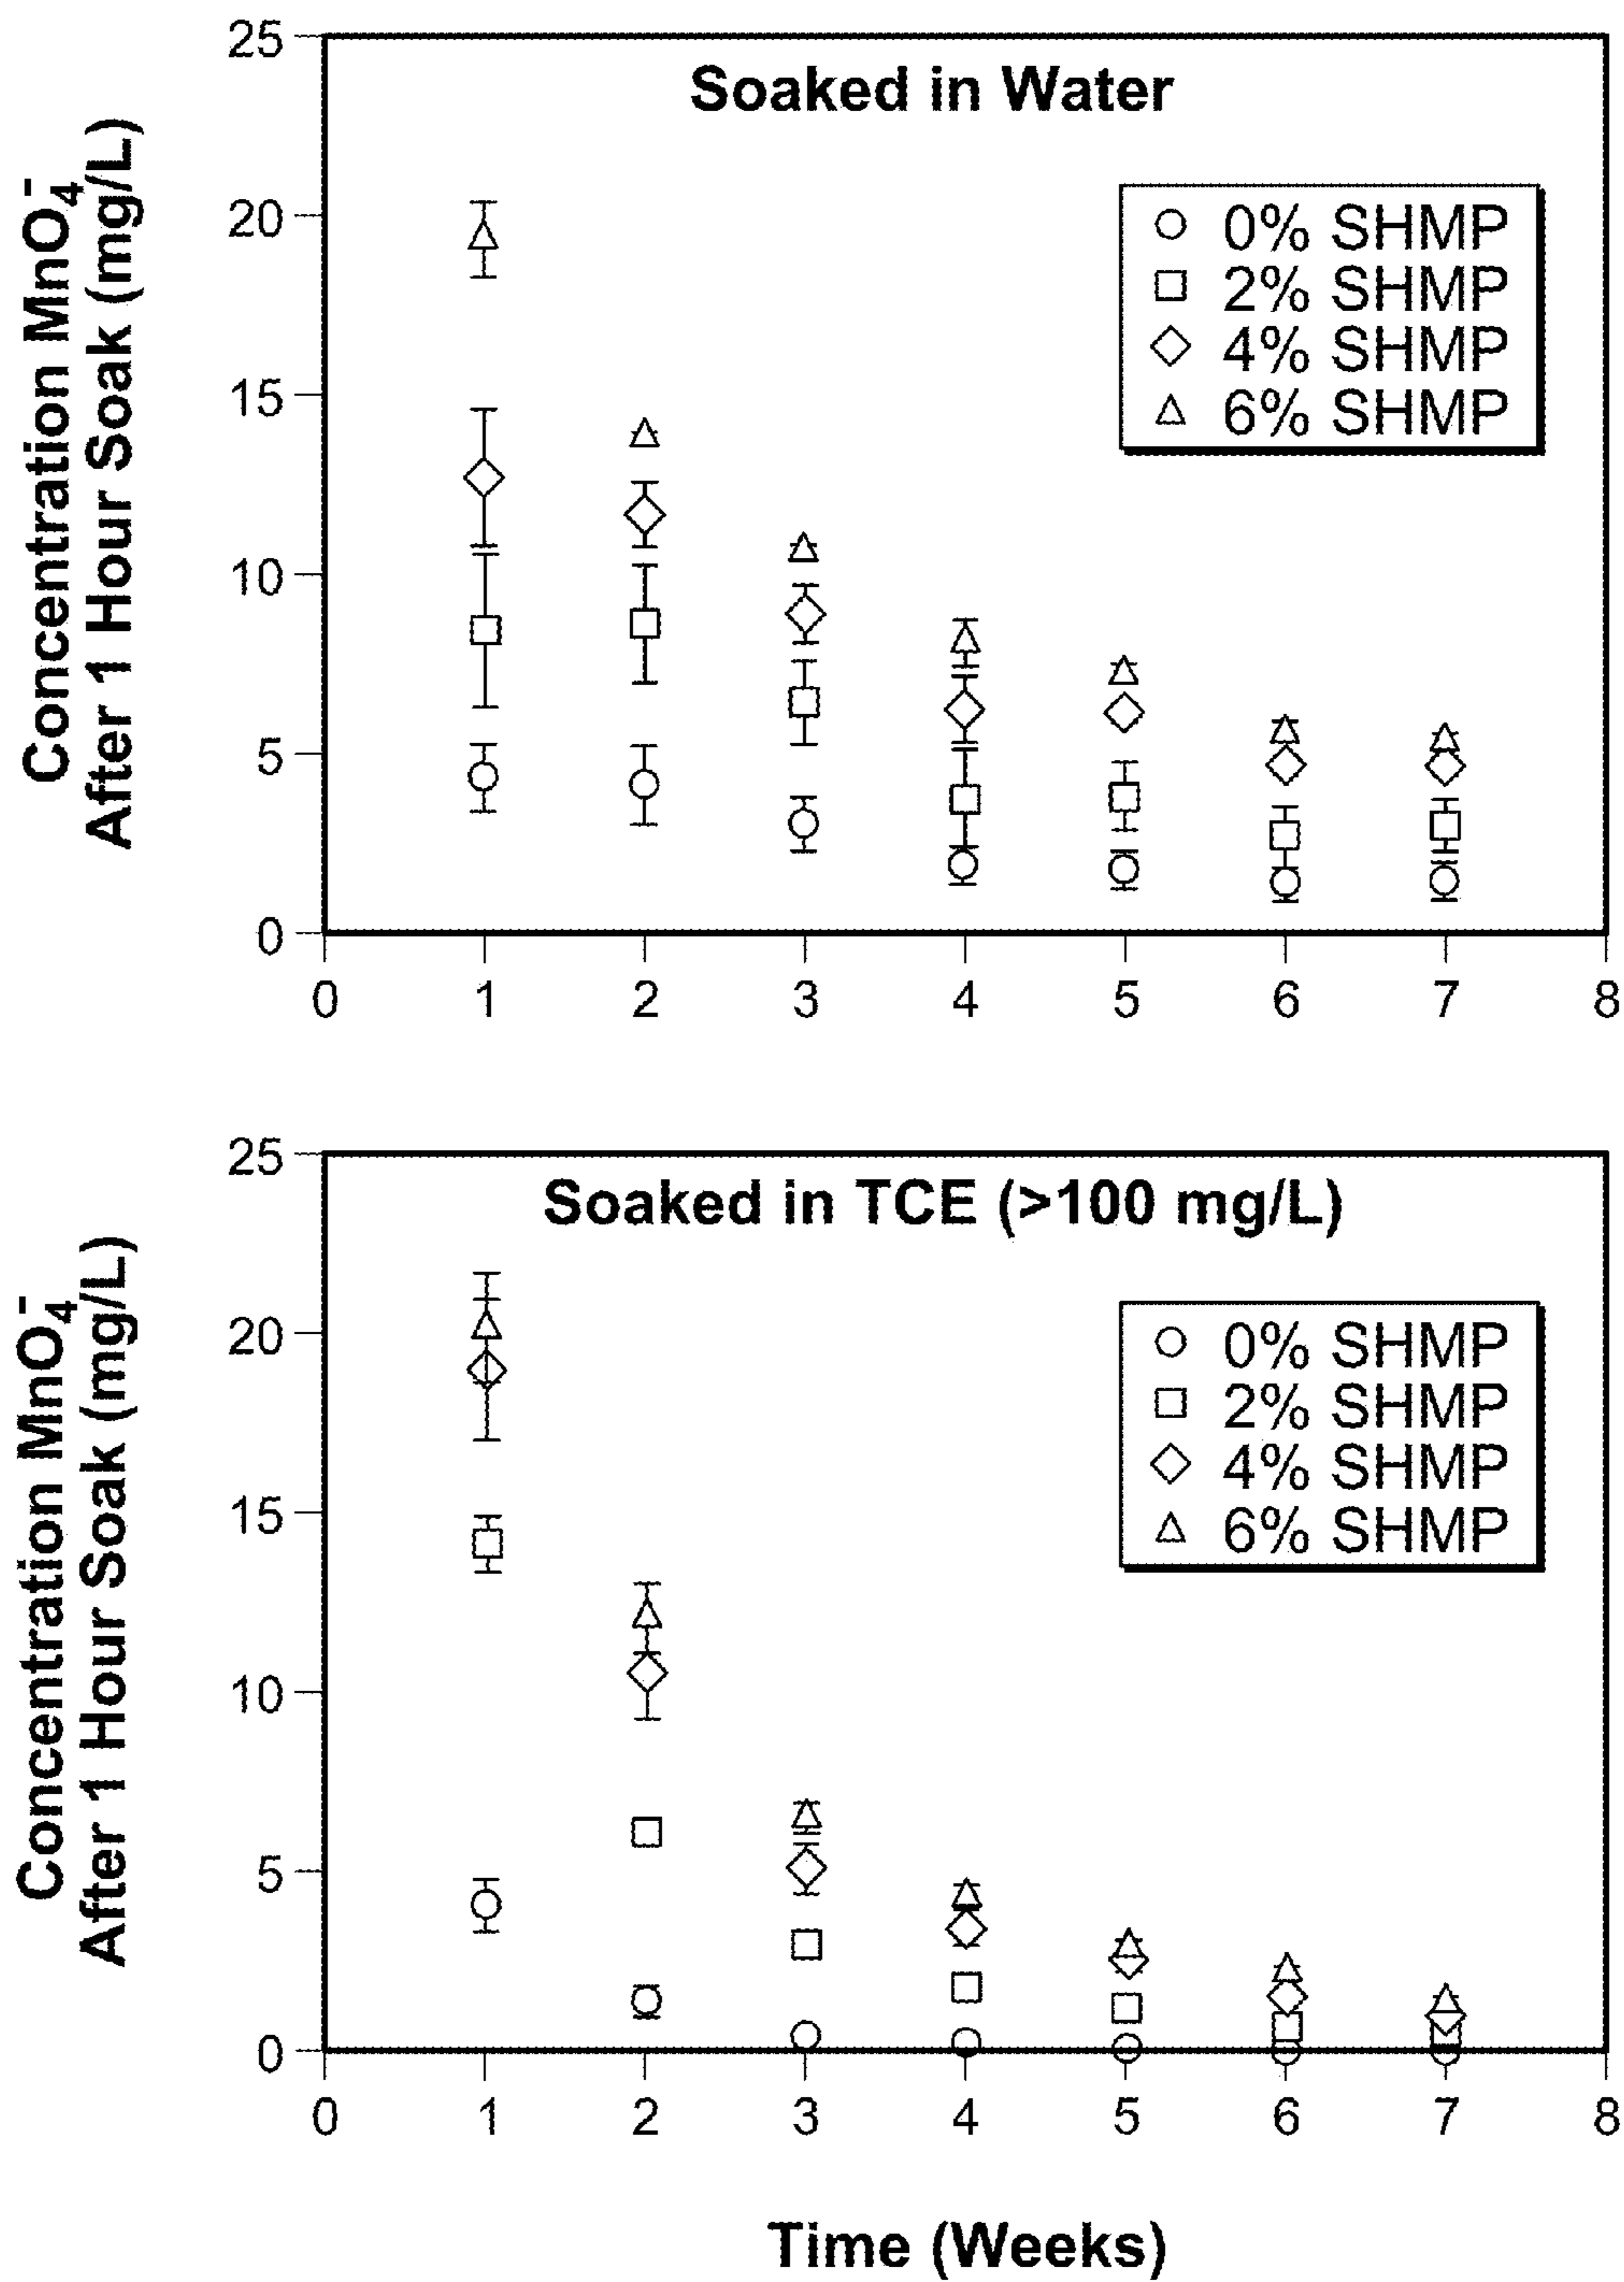 Concentration MnO₄⁻
After 1 Hour Soak (mg/L)
25
20
15
10
5
0
Soaked in Water
0% SHMP
2% SHMP
4% SHMP
6% SHMP
0 1 2 3 4 5 6 7 8
Concentration MnO₄⁻
After 1 Hour Soak (mg/L)
25
20
15
10
5
0
Soaked in TCE (>100 mg/L)
0% SHMP
2% SHMP
4% SHMP
6% SHMP
0 1 2 3 4 5 6 7 8
Time (Weeks)